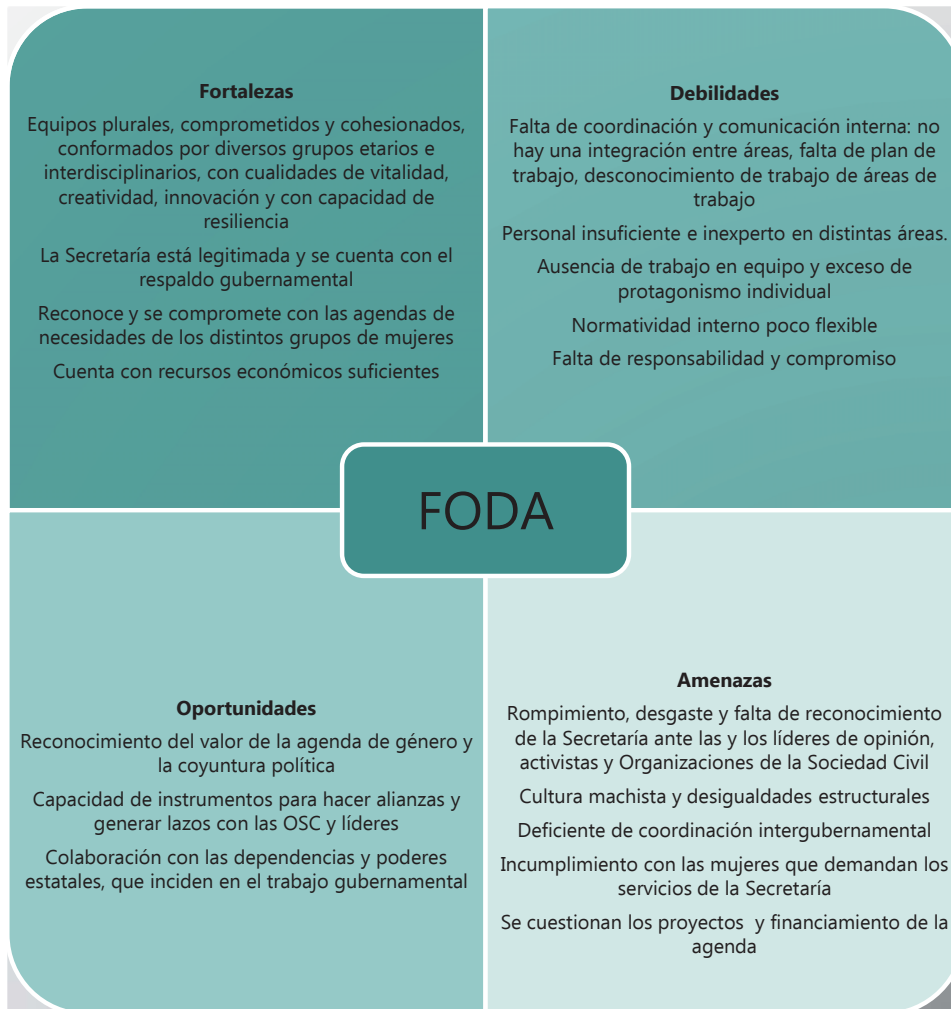 Fortalezas
Equipos plurales, comprometidos y cohesionados,
conformados por diversos grupos etarios e
interdisciplinarios, con cualidades de vitalidad,
creatividad, innovación y con capacidad de
resiliencia
La Secretaría está legitimada y se cuenta con el
respaldo gubernamental
Reconoce y se compromete con las agendas de
necesidades de los distintos grupos de mujeres
Cuenta con recursos económicos suficientes
Debilidades
Falta de coordinación y comunicación interna: no
hay una integración entre áreas, falta de plan de
trabajo, desconocimiento de trabajo de áreas de
trabajo
Personal insuficiente e inexperto en distintas áreas.
Ausencia de trabajo en equipo y exceso de
protagonismo individual
Normatividad interno poco flexible
Falta de responsabilidad y compromiso
FODA
Oportunidades
Reconocimiento del valor de la agenda de género y
la coyuntura política
Capacidad de instrumentos para hacer alianzas y
generar lazos con las OSC y líderes
Colaboración con las dependencias y poderes
estatales, que inciden en el trabajo gubernamental
Amenazas
Rompimiento, desgaste y falta de reconocimiento
de la Secretaría ante las y los líderes de opinión,
activistas y Organizaciones de la Sociedad Civil
Cultura machista y desigualdades estructurales
Deficiente de coordinación intergubernamental
Incumplimiento con las mujeres que demandan los
servicios de la Secretaría
Se cuestionan los proyectos y financiamiento de la
agenda